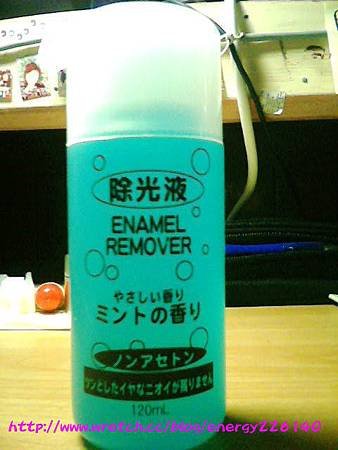 除光液
ENAMEL
REMOVER
やさしい香り
ミントの香り
ノンアセトン
ツンとしたイヤなニオイが残りません
120mL
http://www.wretch.cc/blog/energy228140